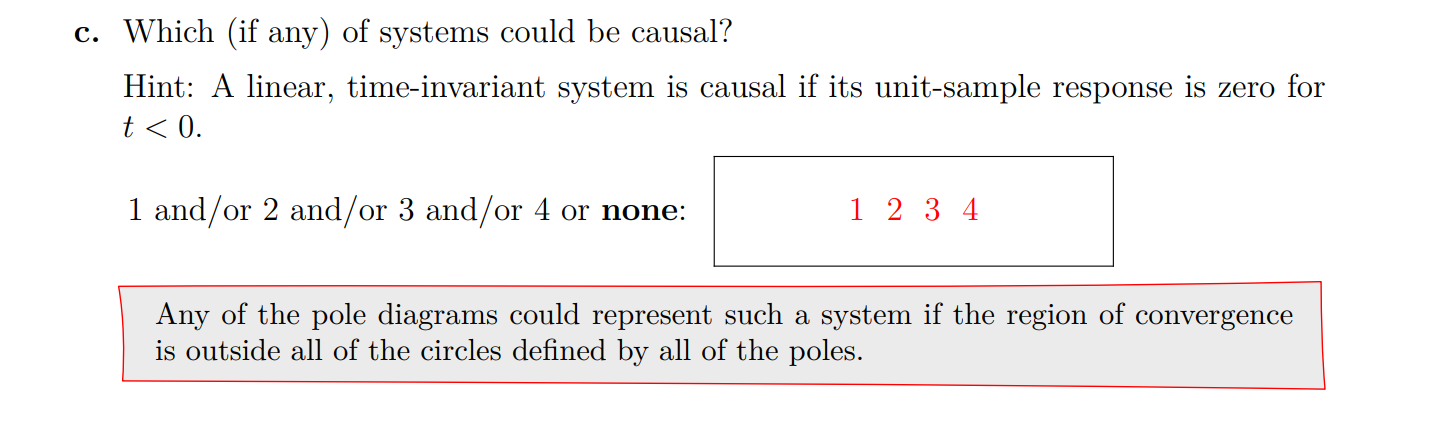 c. Which (if any) of systems could be causal?
Hint: A linear, time-invariant system is causal if its unit-sample response is zero for
t < 0.
1 and/or 2 and/or 3 and/or 4 or none:
1 2 3 4
Any of the pole diagrams could represent such a system if the region of convergence
is outside all of the circles defined by all of the poles.